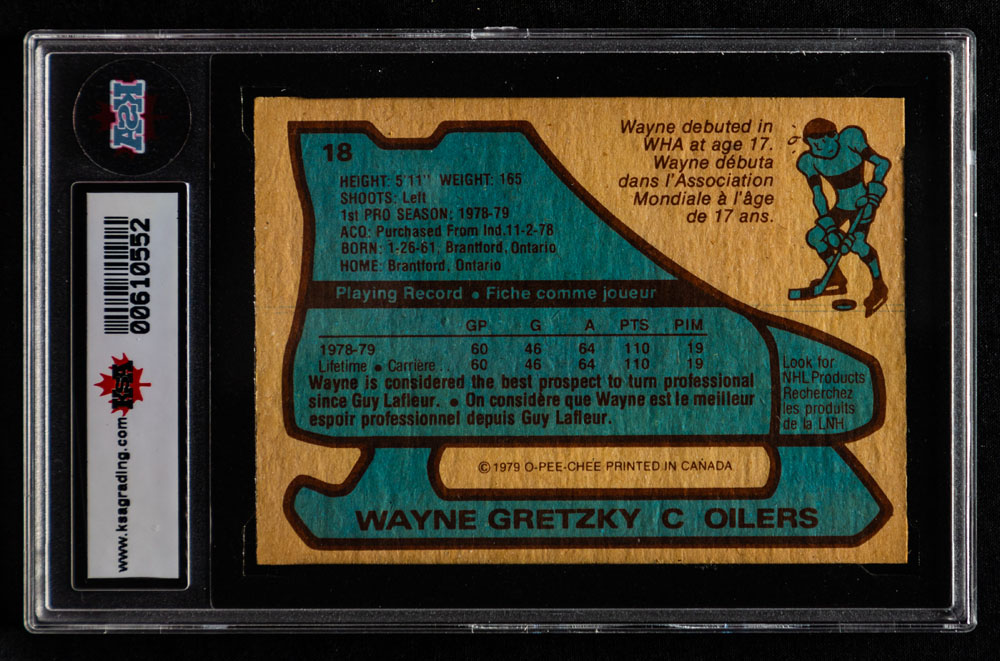 KSA
00610552
KSA
www.ksagrading.com
18
HEIGHT: 5'11" WEIGHT: 165
SHOOTS: Left
1st PRO SEASON: 1978-79
ACQ: Purchased From Ind.11-2-78
BORN: 1-26-61, Brantford, Ontario
HOME: Brantford, Ontario
Wayne debuted in
WHA at age 17.
Wayne débuta
dans l'Association
Mondiale à l'âge
de 17 ans.
Playing Record • Fiche comme joueur
GP G A PTS PIM
1978-79 60 46 64 110 19
Lifetime • Carrière . . 60 46 64 110 19
Wayne is considered the best prospect to turn professional
since Guy Lafleur. • On considère que Wayne est le meilleur
espoir professionnel depuis Guy Lafleur.
Look for
NHL Products
Recherchez
les produits
de la LNH.
© 1979 O-PEE-CHEE PRINTED IN CANADA
WAYNE GRETZKY C OILERS